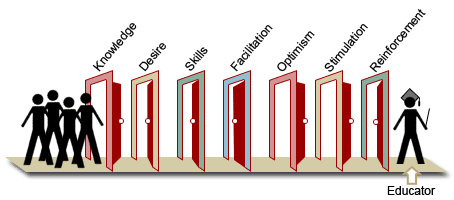 Knowledge
Desire
Skills
Facilitation
Optimism
Stimulation
Reinforcement
Educator